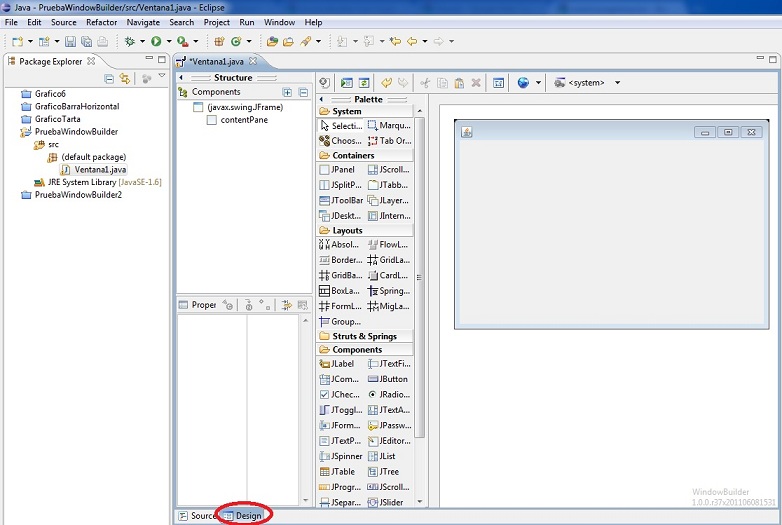 Java - PruebaWindowBuilder/src/Ventana1.java - Eclipse
File Edit Source Refactor Navigate Search Project Run Window Help
Package Explorer
Grafico6
GraficoBarraHorizontal
GraficoTarta
PruebaWindowBuilder
src
(default package)
Ventana1.java
JRE System Library [JavaSE-1.6]
PruebaWindowBuilder2
*Ventana1.java
Structure
Components
(javax.swingJFrame)
contentPane
Proper
<system>
Palette
System
Selecti... Marqu...
Choos... Tab Or...
Containers
JPanel JScroll...
JSplitP... JTabb...
JToolBar JLayer...
JDeskt... JIntern...
Layouts
Absol... FlowL...
Border... GridLa...
GridBa... CardL...
BoxLa... Spring...
FormL... MigLa...
Group...
Struts & Springs
Components
JLabel JTextFi...
JCom... JButton
JChec... JRadio...
JToggl... JTextA...
JForm... JPassw...
JTextP... JEditor...
JSpinner JList
JTable JTree
JProgr... JScroll...
JSepar... JSlider
WindowBuilder
1.0.0.r37x201106081531
Source Design